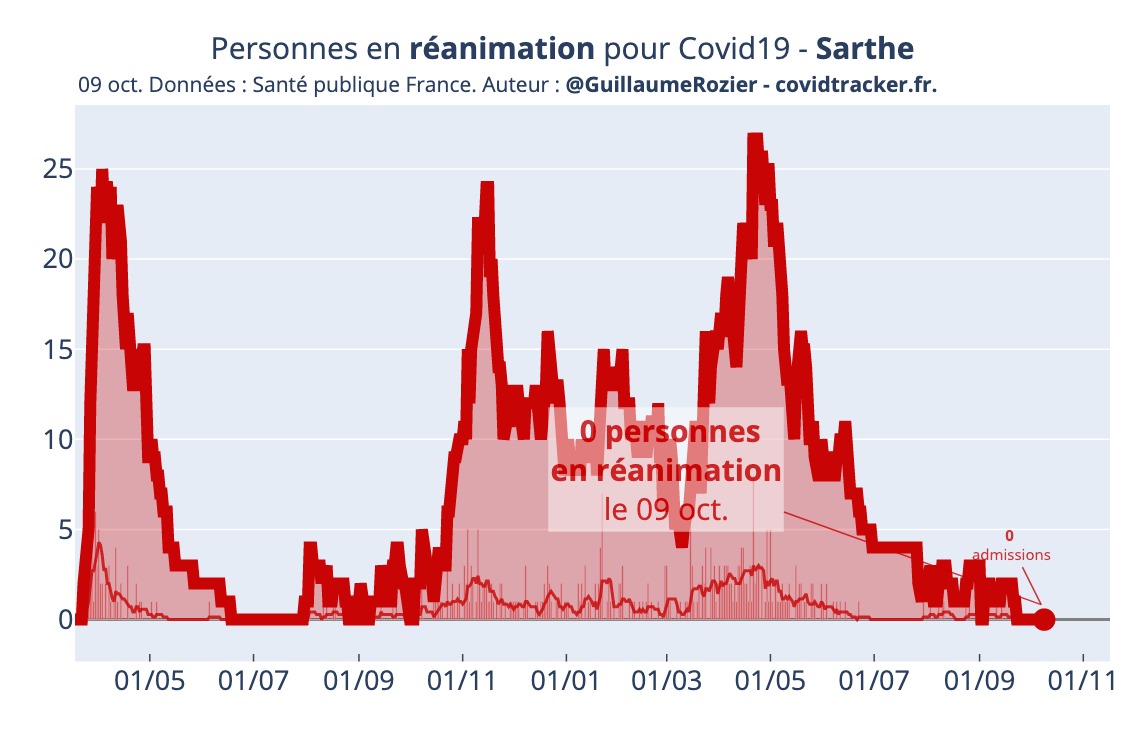 Personnes en réanimation pour Covid19 - Sarthe
09 oct. Données : Santé publique France. Auteur : @GuillaumeRozier - covidtracker.fr.
25
20
15
10
5
0
0 personnes
en réanimation
le 09 oct.
0
admissions
01/05
01/07
01/09
01/11
01/01
01/03
01/05
01/07
01/09
01/11